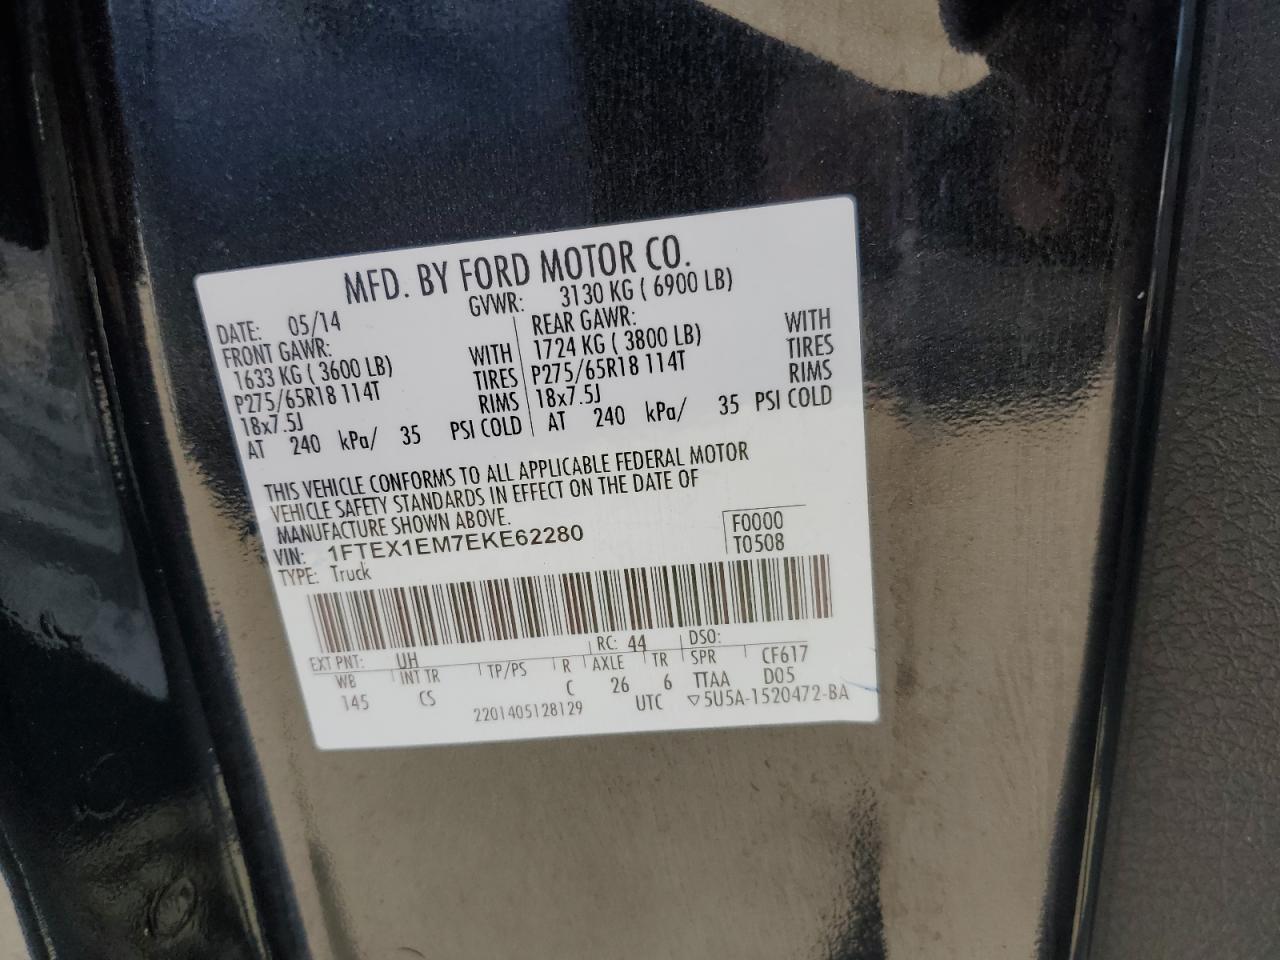 MFD. BY FORD MOTOR CO.
DATE: 05/14 GVWR: 3130 KG ( 6900 LB)
FRONT GAWR: REAR GAWR:
1633 KG ( 3600 LB) WITH 1724 KG ( 3800 LB) WITH
P275/65R18 114T TIRES P275/65R18 114T TIRES
18x7.5J RIMS 18x7.5J RIMS
AT 240 kPa/ 35 PSI COLD AT 240 kPa/ 35 PSI COLD
THIS VEHICLE CONFORMS TO ALL APPLICABLE FEDERAL MOTOR
VEHICLE SAFETY STANDARDS IN EFFECT ON THE DATE OF
MANUFACTURE SHOWN ABOVE.
VIN: 1FTEX1EM7EKE62280 F0000
TYPE: Truck T0508
EXT PNT: UH RC: 44 DSO:
WB INT TR TP/PS R AXLE TR SPR CF617
145 CS C 26 6 TTAA D05
2201405128129 UTC ▽5U5A-1520472-BA